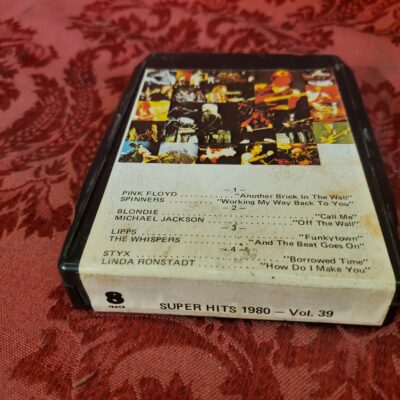 —1—
PINK FLOYD .......... "Another Brick In The Wall"
SPINNERS .......... "Working My Way Back To You"
—2—
BLONDIE .......... "Call Me"
MICHAEL JACKSON .......... "Off The Wall"
—3—
LIPPS .......... "Funkytown"
THE WHISPERS .......... "And The Beat Goes On"
—4—
STYX .......... "Borrowed Time"
LINDA RONSTADT .......... "How Do I Make You"
8
TRACK
SUPER HITS 1980 — Vol. 39